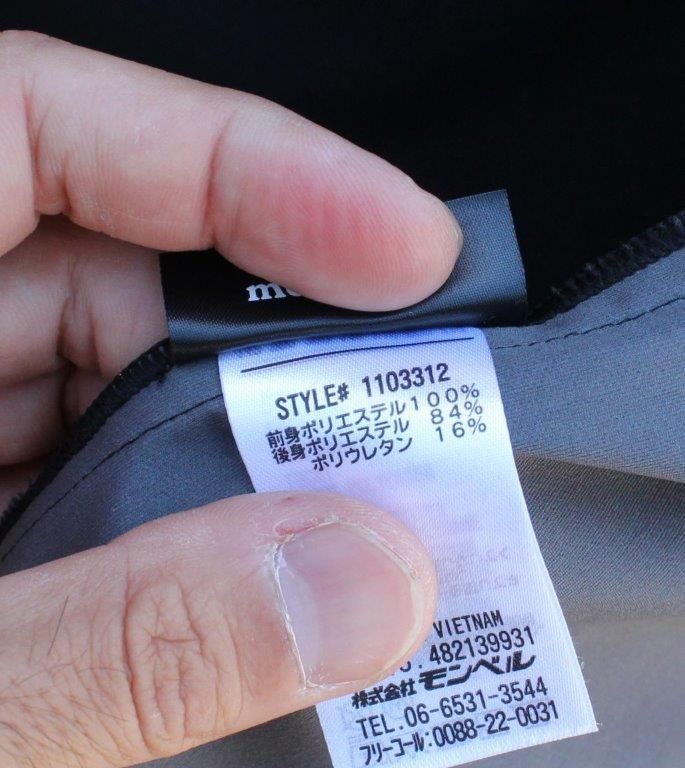 STYLE# 1103312
前身ポリエステル100%
後身ポリエステル 84%
ポリウレタン 16%
VIETNAM
482139931
株式会社モンベル
TEL.06-6531-3544
フリーコール:0088-22-0031